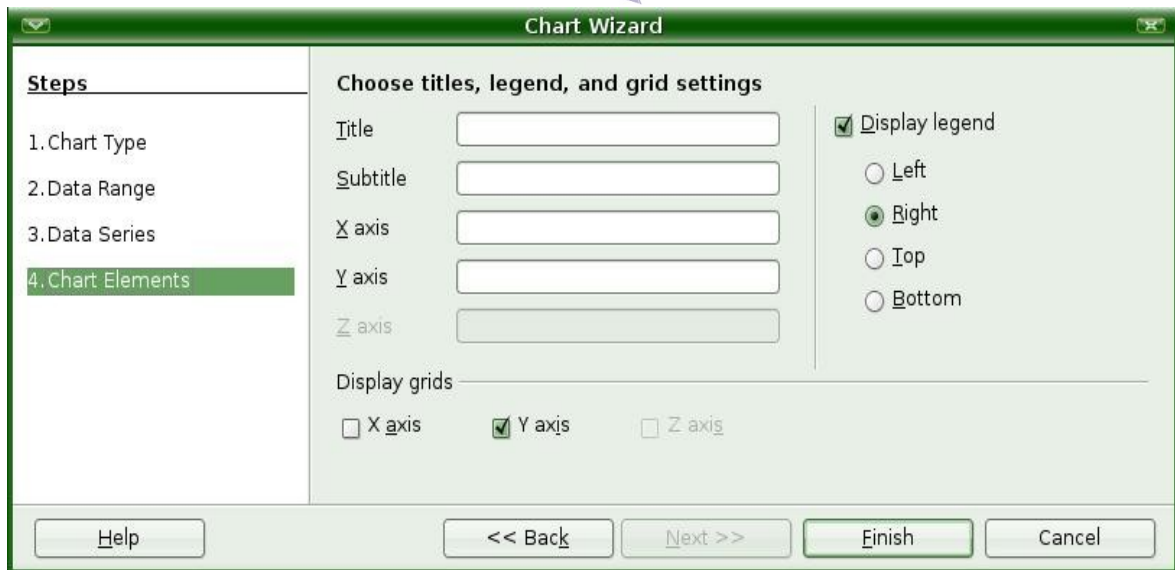 Chart Wizard
Steps
1. Chart Type
2. Data Range
3. Data Series
4. Chart Elements
Choose titles, legend, and grid settings
Title
Subtitle
X axis
Y axis
Z axis
Display legend
Left
Right
Top
Bottom
Display grids
X axis Y axis Z axis
Help << Back Next >> Finish Cancel